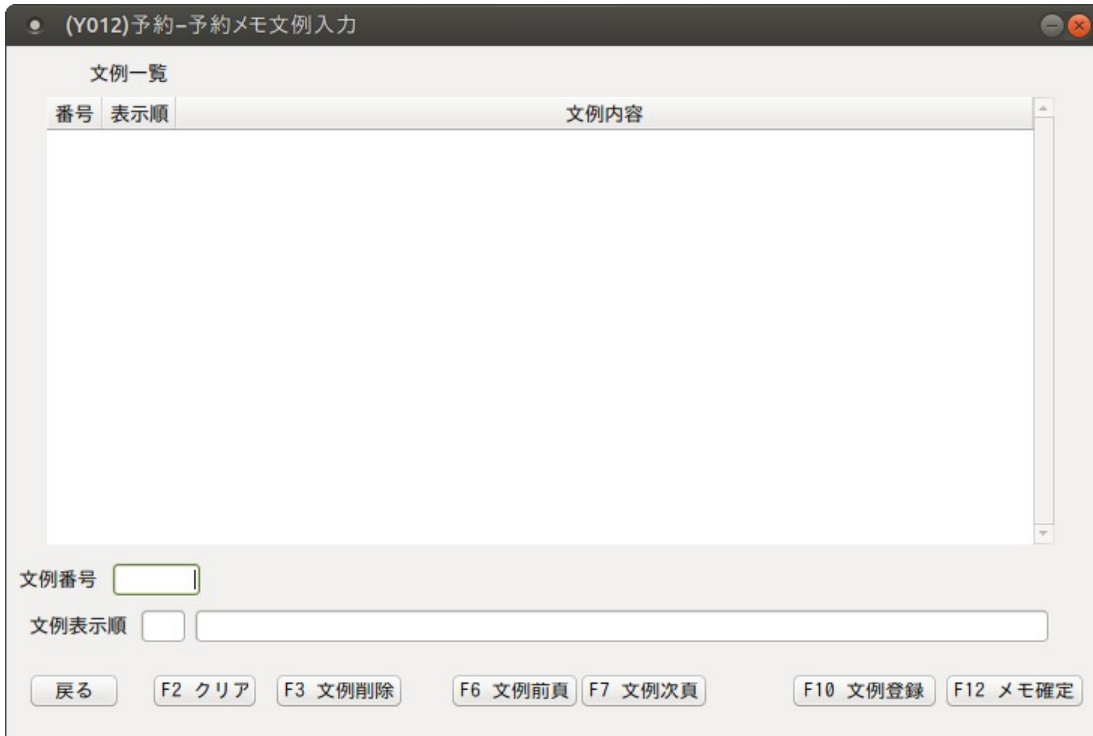 (Y012)予約−予約メモ文例入力
文例一覧
番号 表示順 文例内容
文例番号
文例表示順
戻る F2 クリア F3 文例削除 F6 文例前頁 F7 文例次頁 F10 文例登録 F12 メモ確定